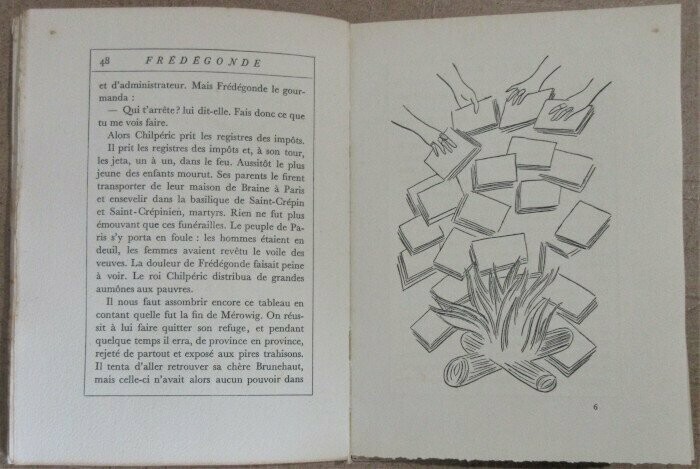 48 FRÉDÉGONDE
et d'administrateur. Mais Frédégonde le gour-
manda :
— Qui t'arrête ? lui dit-elle. Fais donc ce que
tu me vois faire.
Alors Chilpéric prit les registres des impôts.
Il prit les registres des impôts et, à son tour,
les jeta, un à un, dans le feu. Aussitôt le plus
jeune des enfants mourut. Ses parents le firent
transporter de leur maison de Braine à Paris
et ensevelir dans la basilique de Saint-Crépin
et Saint-Crépinien, martyrs. Rien ne fut plus
émouvant que ces funérailles. Le peuple de Pa-
ris s'y porta en foule : les hommes étaient en
deuil, les femmes avaient revêtu le voile des
veuves. La douleur de Frédégonde faisait peine
à voir. Le roi Chilpéric distribua de grandes
aumônes aux pauvres.
Il nous faut assombrir encore ce tableau en
contant quelle fut la fin de Mérowig. On réus-
sit à lui faire quitter son refuge, et pendant
quelque temps il erra, de province en province,
rejeté de partout et exposé aux pires trahisons.
Il tenta d'aller retrouver sa chère Brunehaut,
mais celle-ci n'avait alors aucun pouvoir dans
6